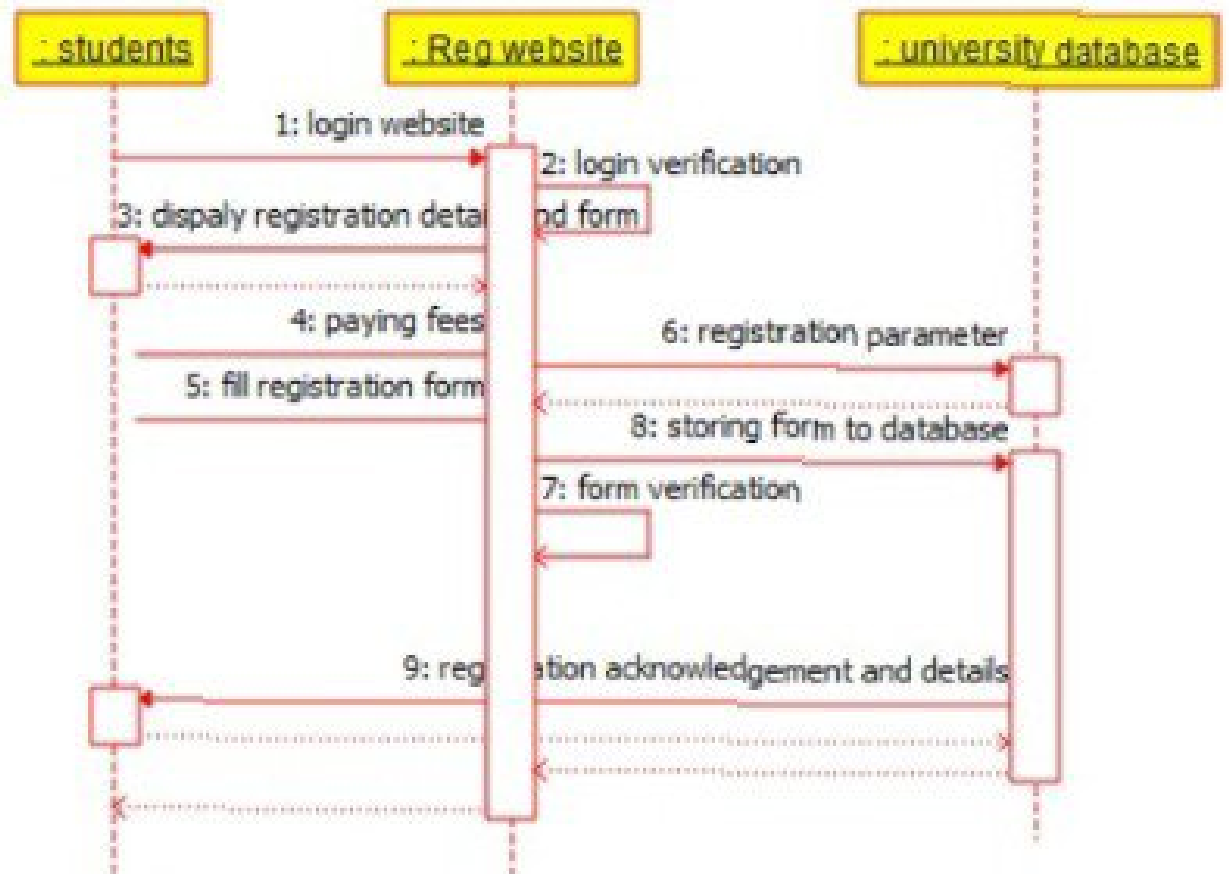 : students
: Reg website
: university database
1: login website
2: login verification
3: dispaly registration deta nd form
4: paying fees
6: registration parameter
5: fill registration form
8: storing form to database
7: form verification
9: reg ation acknowledgement and details